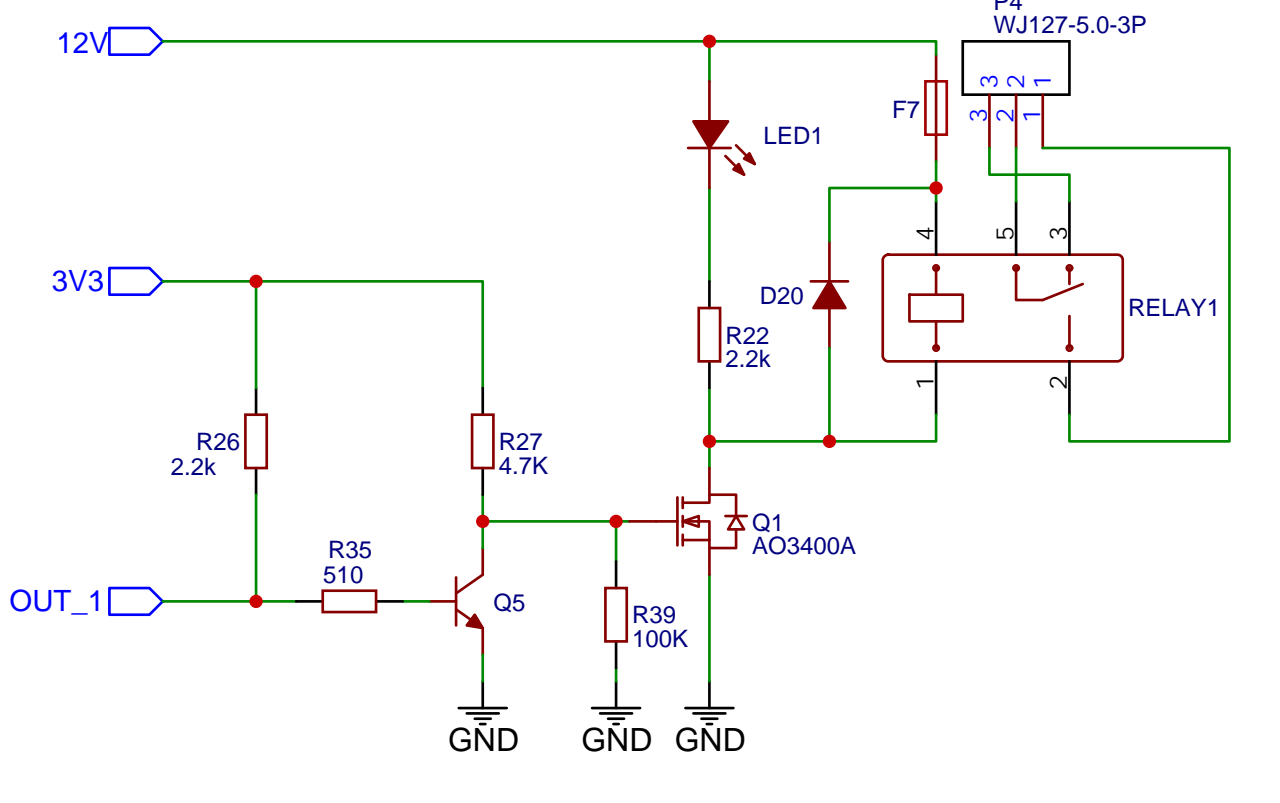 P4
WJ127-5.0-3P
12V
3 2 1
F7
3 2 1
LED1
4 5 3
3V3
D20
RELAY1
R22
2.2k
1 2
R26
2.2k
R27
4.7K
Q1
AO3400A
R35
510
OUT_1
Q5
R39
100K
GND GND GND